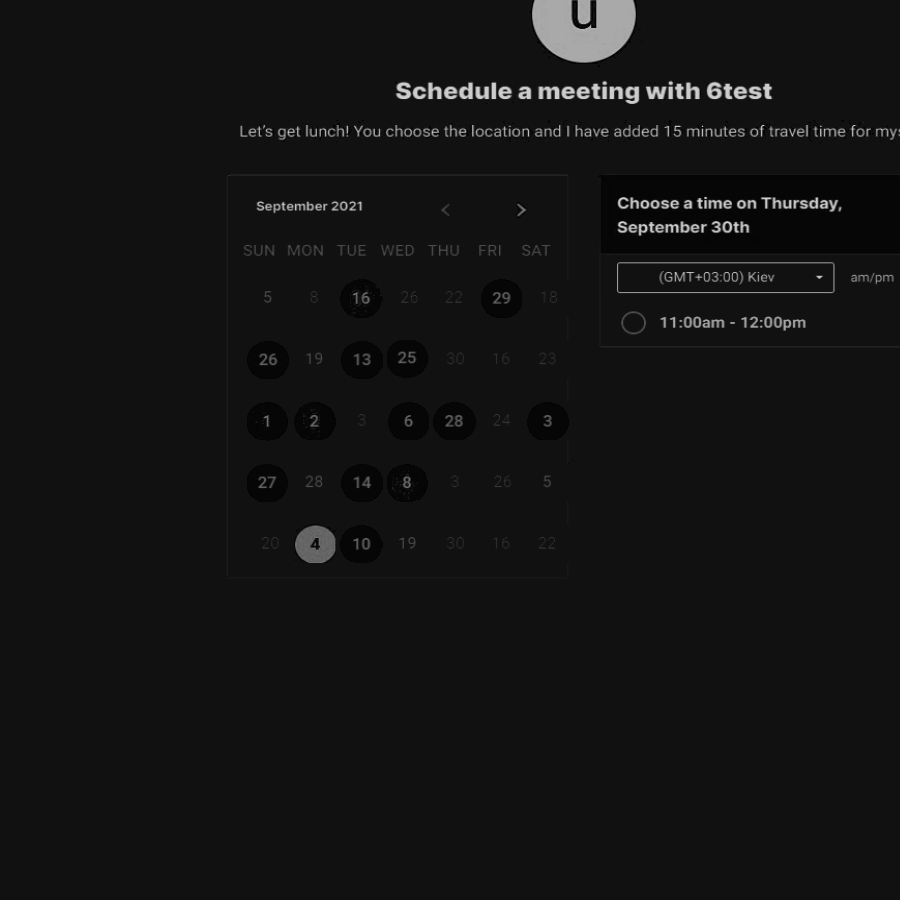 u
Schedule a meeting with 6test
Let's get lunch! You choose the location and I have added 15 minutes of travel time for
September 2021
SUN MON TUE WED THU FRI SAT
5 8 16 26 22 29 18
26 19 13 25 30 16 23
1 2 3 6 28 24 3
27 28 14 8 3 26 5
20 4 10 19 30 16 22
Choose a time on Thursday,
September 30th
(GMT+03:00) Kiev am/pm
11:00am - 12:00pm